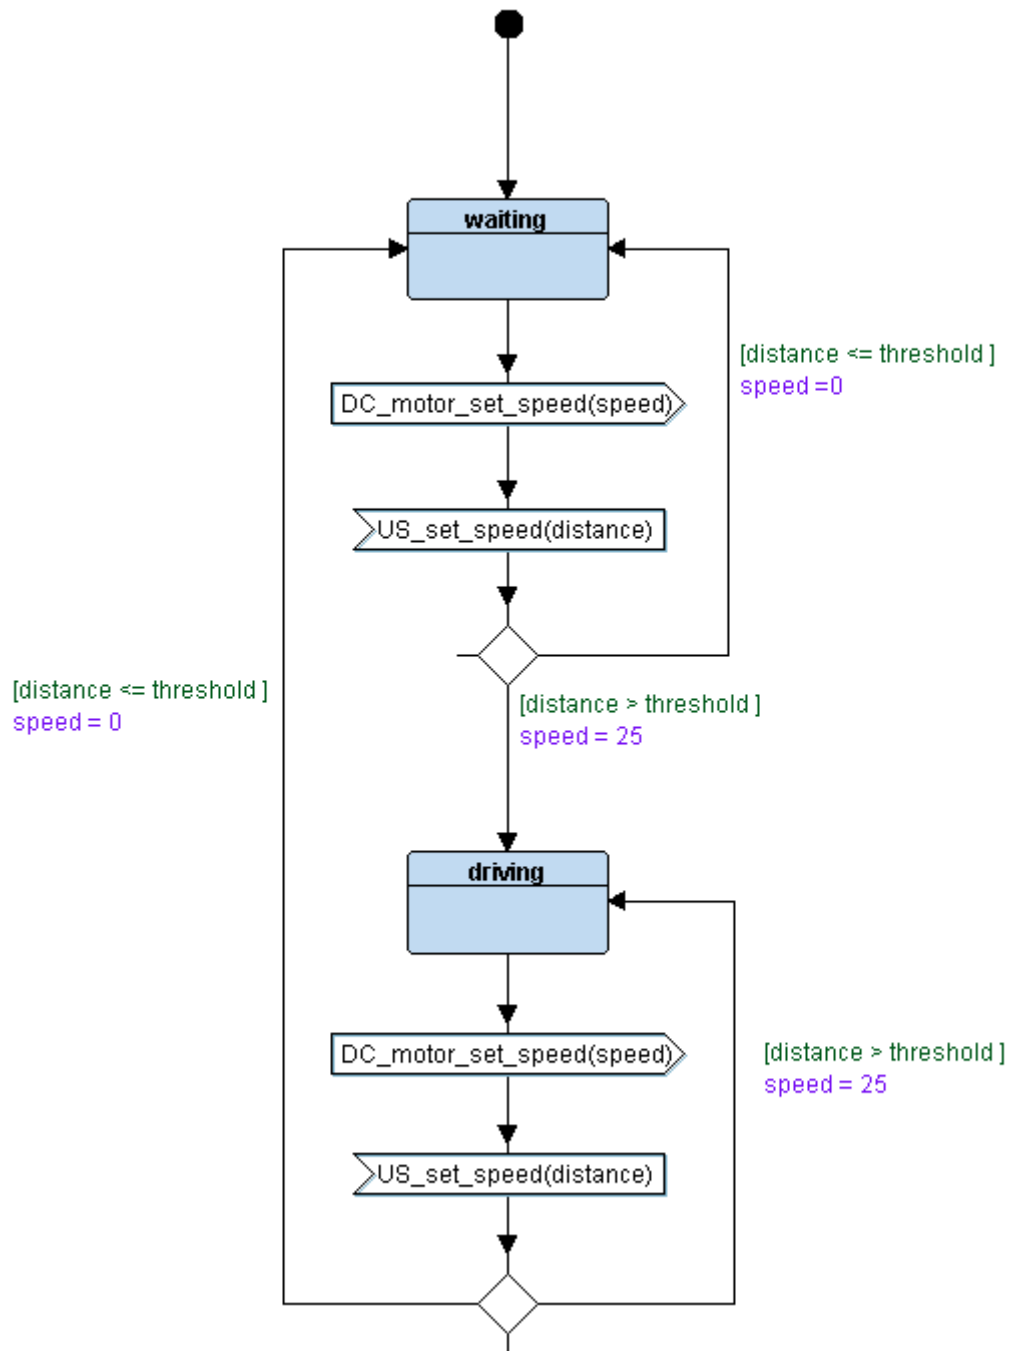 waiting
[distance <= threshold ]
speed =0
DC_motor_set_speed(speed)
US_set_speed(distance)
[distance <= threshold ]
speed = 0
[distance > threshold ]
speed = 25
driving
DC_motor_set_speed(speed)
[distance > threshold ]
speed = 25
US_set_speed(distance)